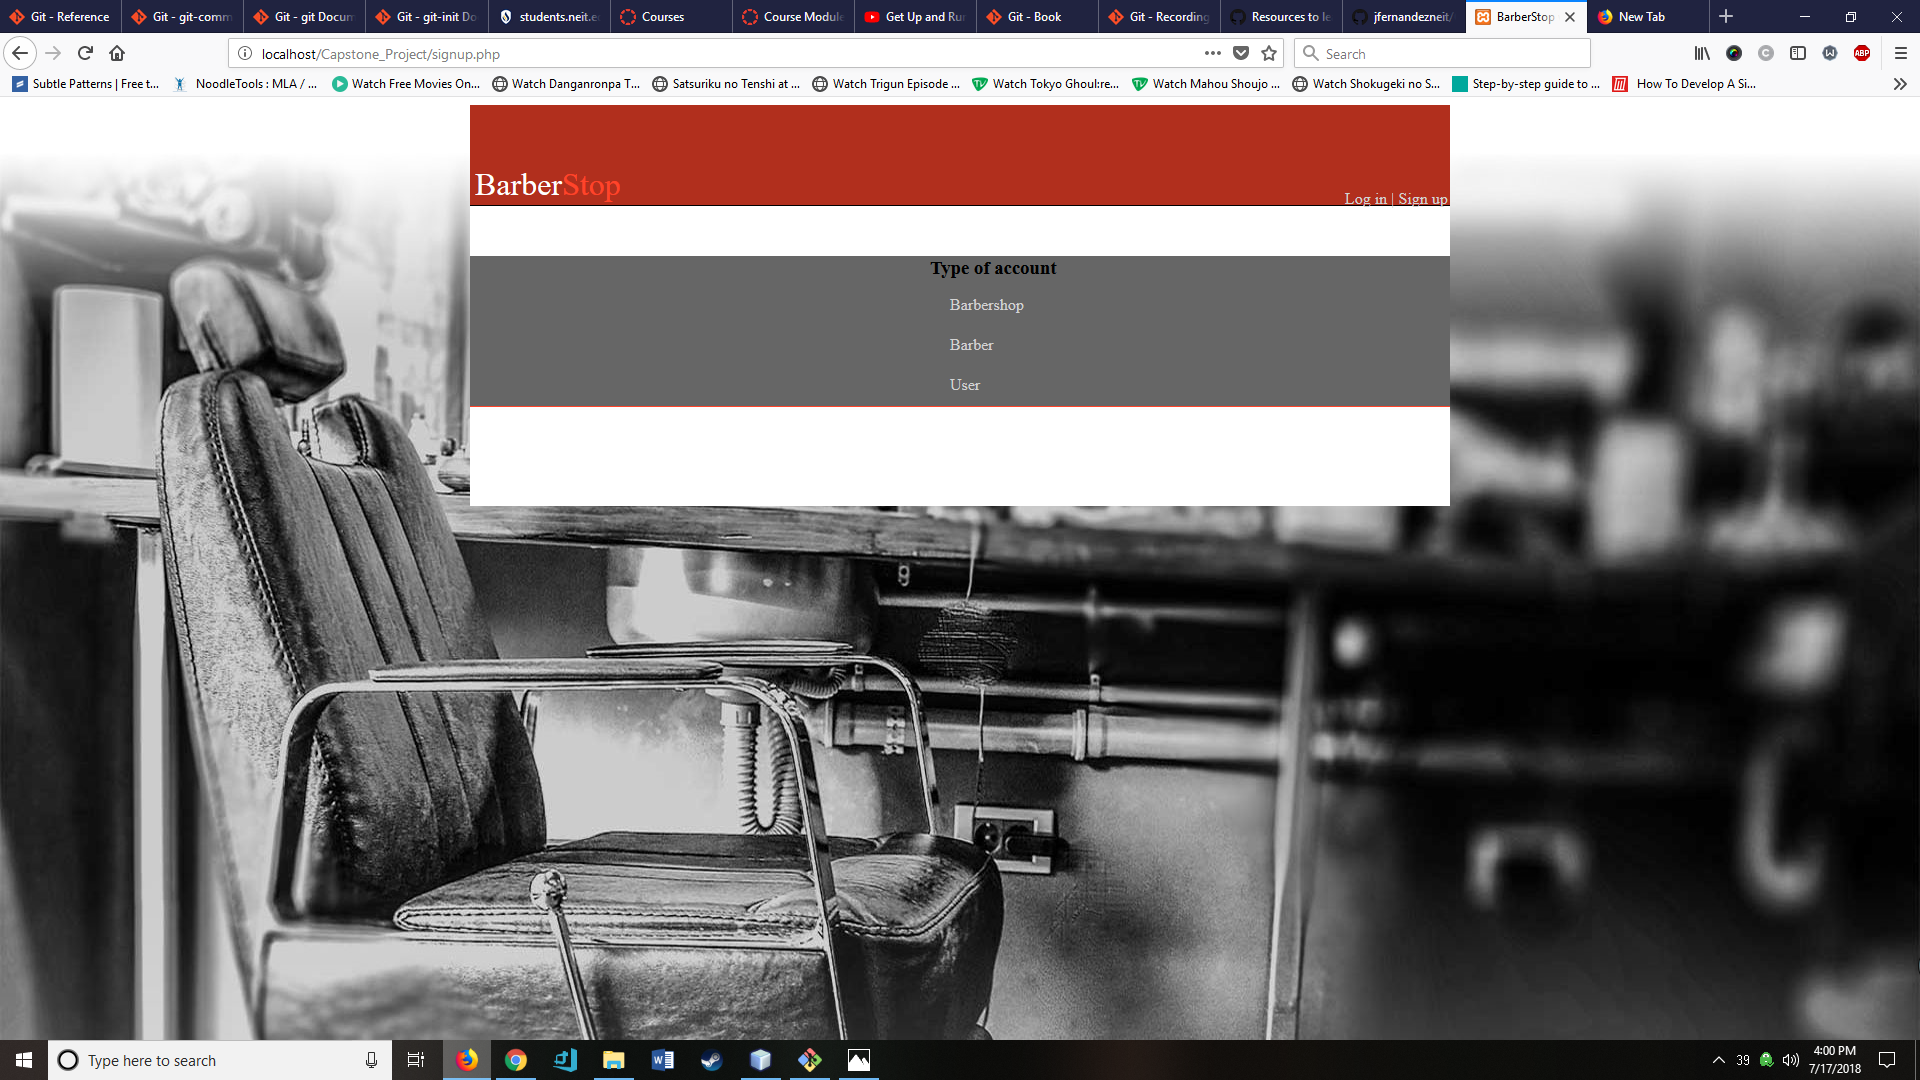 Git - Reference
Git - git-comm
Git - git Docum
Git - git-init Do
students.neit.e
Courses
Course Module
Get Up and Run
Git - Book
Git - Recording
Resources to le
jfernandezneit/
BarberStop
New Tab
localhost/Capstone_Project/signup.php
Search
Subtle Patterns | Free t...
NoodleTools : MLA / ...
Watch Free Movies On...
Watch Danganronpa T...
Satsuriku no Tenshi at ...
Watch Trigun Episode ...
Watch Tokyo Ghoul:re...
Watch Mahou Shoujo ...
Watch Shokugeki no S...
Step-by-step guide to ...
How To Develop A Si...
BarberStop
Log in | Sign up
Type of account
Barbershop
Barber
User
Type here to search
39
4:00 PM
7/17/2018